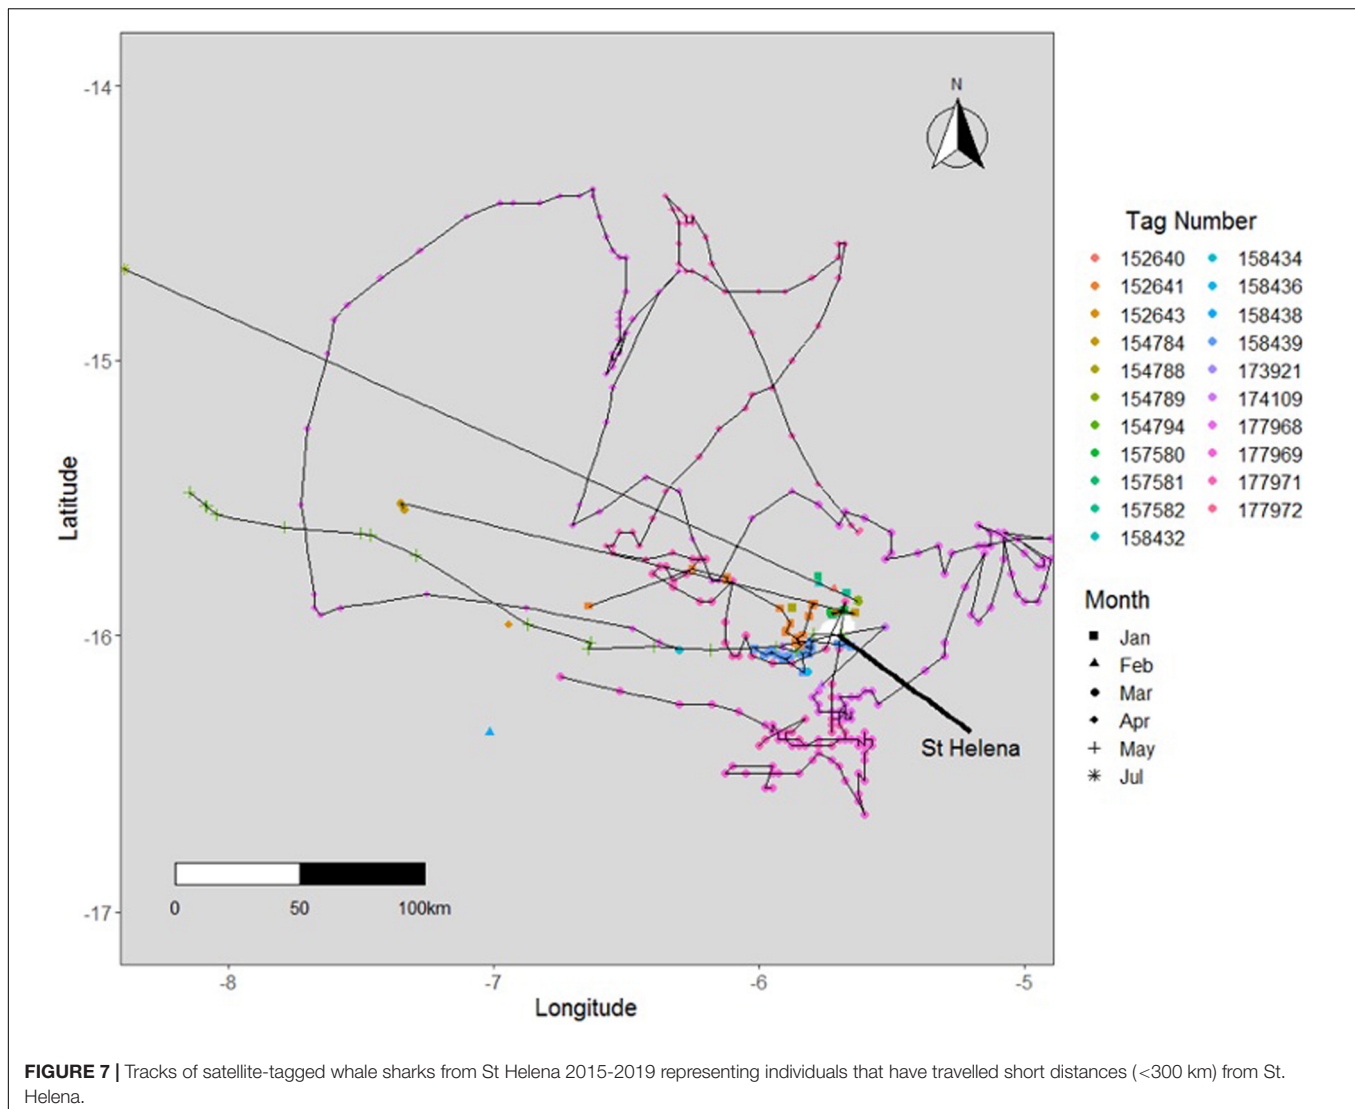 N
-14
-15
-16
-17
Latitude
-8
-7
-6
-5
Longitude
0 50 100km
St Helena
Tag Number
152640 158434
152641 158436
152643 158438
154784 158439
154788 173921
154789 174109
154794 177968
157580 177969
157581 177971
157582 177972
158432
Month
Jan
Feb
Mar
Apr
May
Jul
FIGURE 7 | Tracks of satellite-tagged whale sharks from St Helena 2015-2019 representing individuals that have travelled short distances (<300 km) from St.
Helena.